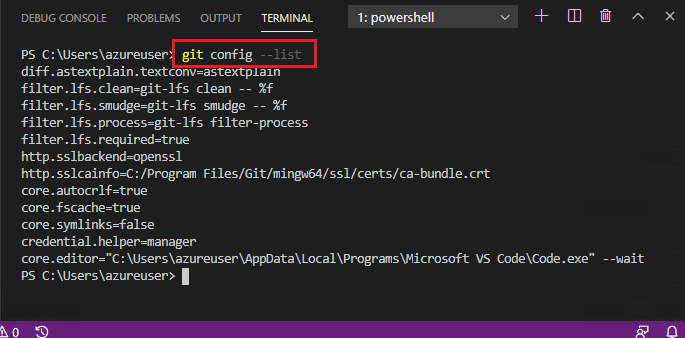 DEBUG CONSOLE PROBLEMS OUTPUT TERMINAL 1: powershell
PS C:\Users\azureuser> git config --list
diff.astextplain.textconv=astextplain
filter.lfs.clean=git-lfs clean -- %f
filter.lfs.smudge=git-lfs smudge -- %f
filter.lfs.process=git-lfs filter-process
filter.lfs.required=true
http.sslbackend=openssl
http.sslcainfo=C:/Program Files/Git/mingw64/ssl/certs/ca-bundle.crt
core.autocrlf=true
core.fscache=true
core.symlinks=false
credential.helper=manager
core.editor="C:\Users\azureuser\AppData\Local\Programs\Microsoft VS Code\Code.exe" --wait
PS C:\Users\azureuser>
0